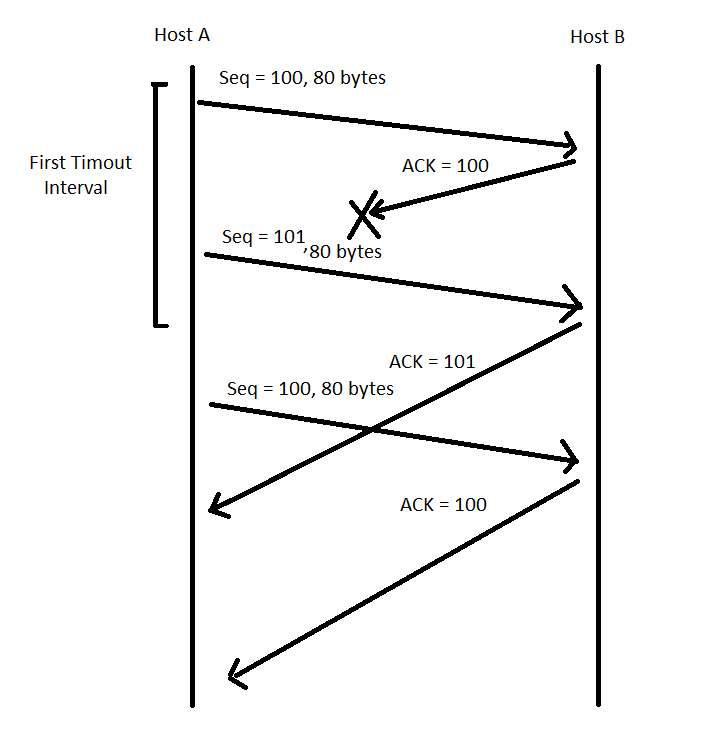 Host A
Host B
Seq = 100, 80 bytes
ACK = 100
First Timout
Interval
Seq = 101
,80 bytes
ACK = 101
Seq = 100, 80 bytes
ACK = 100